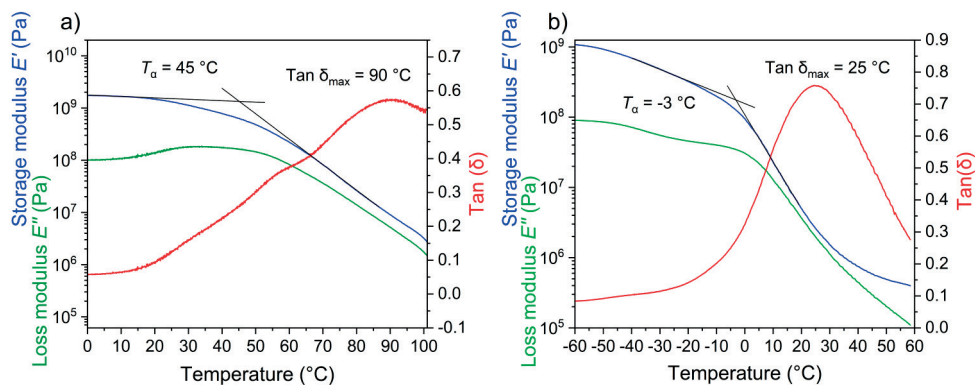 a)
Storage modulus E′ (Pa)
Loss modulus E″ (Pa)
10¹⁰
10⁹
10⁸
10⁷
10⁶
10⁵
Tα = 45 °C
Tan δmax = 90 °C
0.7
0.6
0.5
0.4
0.3
0.2
0.1
0.0
-0.1
Tan (δ)
0 10 20 30 40 50 60 70 80 90 100
Temperature (°C)
b)
Storage modulus E′ (Pa)
Loss modulus E″ (Pa)
10⁹
10⁸
10⁷
10⁶
10⁵
Tα = -3 °C
Tan δmax = 25 °C
0.9
0.8
0.7
0.6
0.5
0.4
0.3
0.2
0.1
0.0
Tan(δ)
-60 -50 -40 -30 -20 -10 0 10 20 30 40 50 60
Temperature (°C)